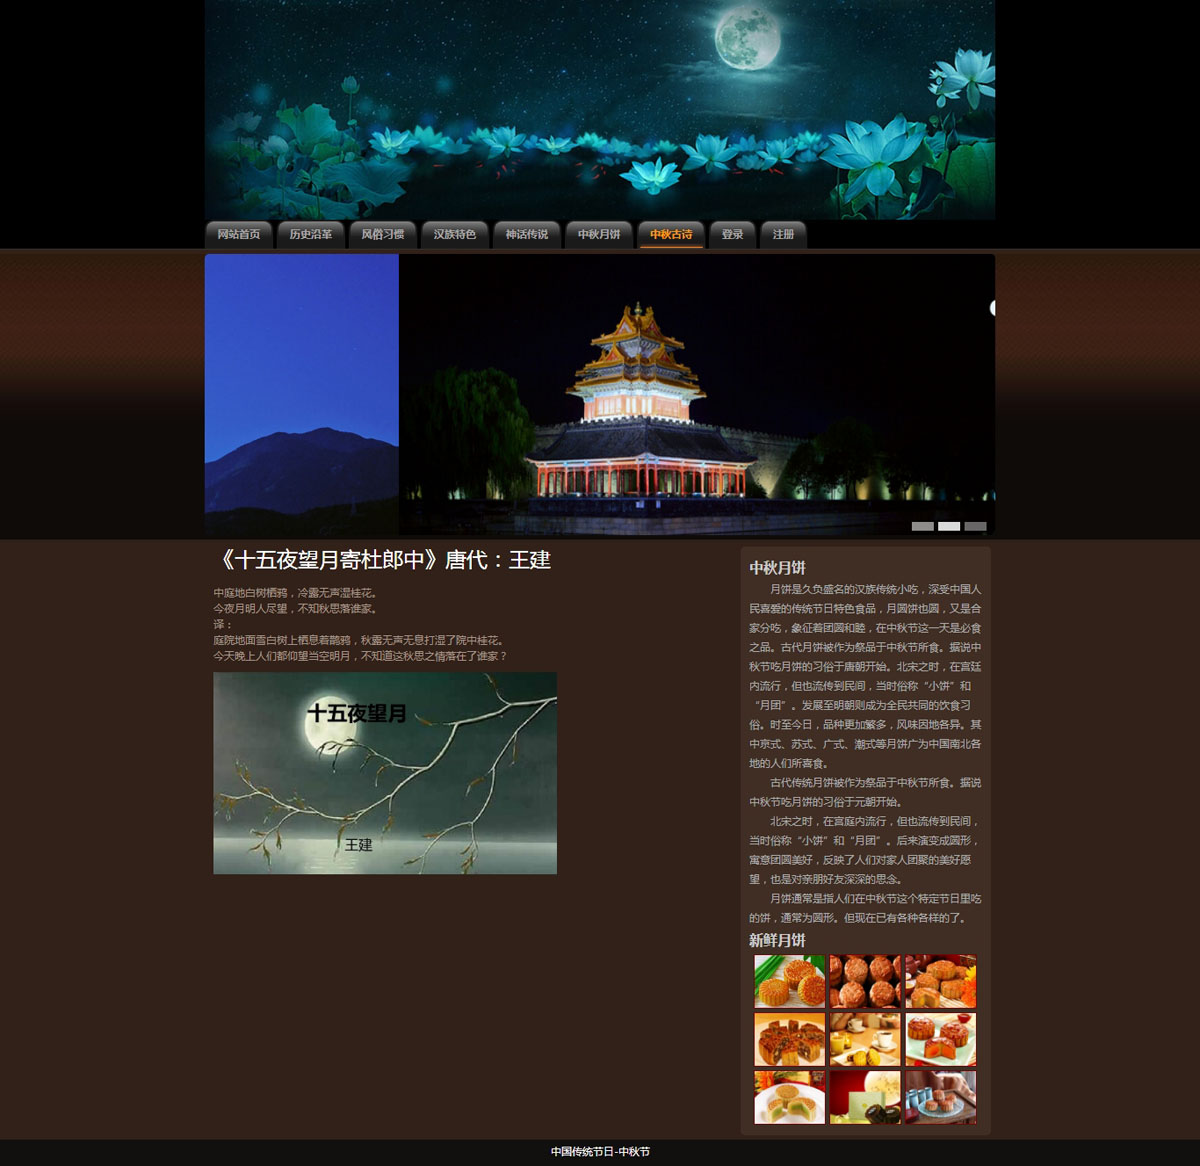 网站首页 历史沿革 风俗习惯 汉族特色 神话传说 中秋月饼 中秋古诗 登录 注册
《十五夜望月寄杜郎中》唐代：王建
中庭地白树栖鸦，冷露无声湿桂花。
今夜月明人尽望，不知秋思落谁家。
译：
庭院地面雪白树上栖息着鹊鸦，秋露无声无息打湿了院中桂花。
今天晚上人们都仰望当空明月，不知道这秋思之情落在了谁家？
十五夜望月
王建
中秋月饼
月饼是久负盛名的汉族传统小吃，深受中国人
民喜爱的传统节日特色食品，月圆饼也圆，又是合
家分吃，象征着团圆和睦，在中秋节这一天是必食
之品。古代月饼被作为祭品于中秋节所食。据说中
秋节吃月饼的习俗于唐朝开始。北宋之时，在宫廷
内流行，但也流传到民间，当时俗称“小饼”和
“月团”。发展至明朝则成为全民共同的饮食习
俗。时至今日，品种更加繁多，风味因地各异。其
中京式、苏式、广式、潮式等月饼广为中国南北各
地的人们所喜食。
古代传统月饼被作为祭品于中秋节所食。据说
中秋节吃月饼的习俗于元朝开始。
北宋之时，在宫庭内流行，但也流传到民间，
当时俗称“小饼”和“月团”。后来演变成圆形，
寓意团圆美好，反映了人们对家人团聚的美好愿
望，也是对亲朋好友深深的思念。
月饼通常是指人们在中秋节这个特定节日里吃
的饼，通常为圆形。但现在已有各种各样的了。
新鲜月饼
中国传统节日-中秋节